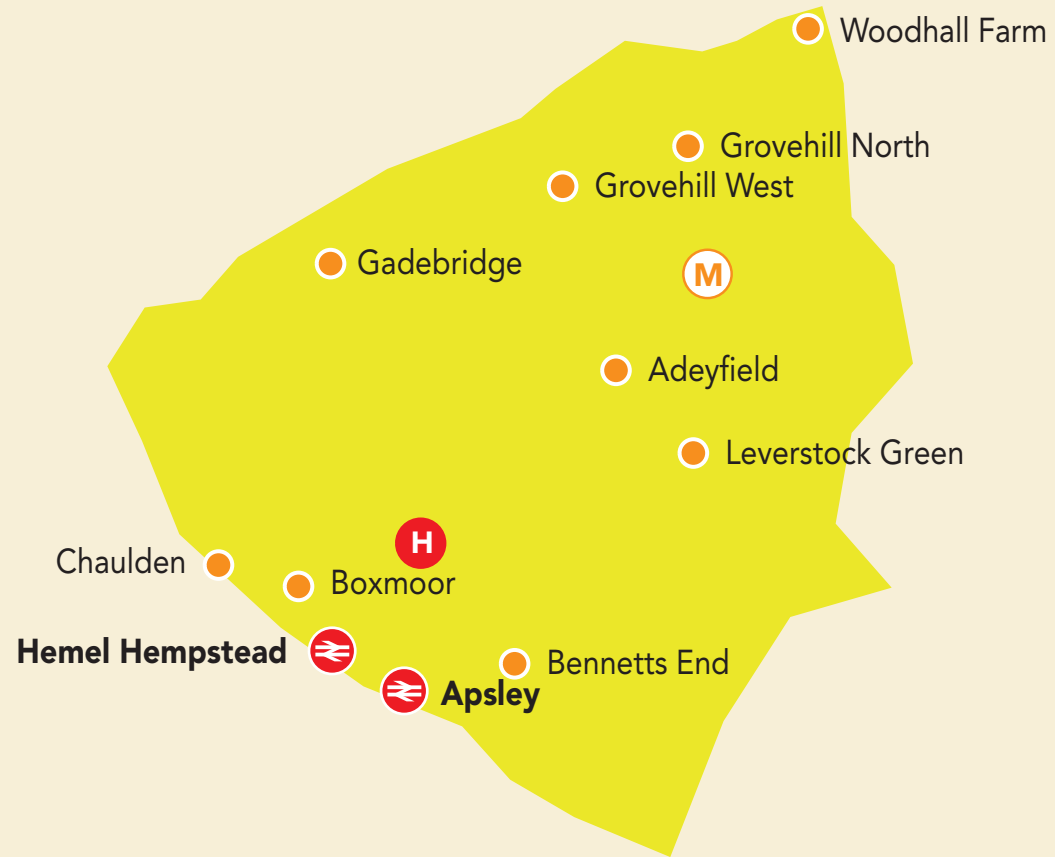 Woodhall Farm
Grovehill North
Grovehill West
Gadebridge
M
Adeyfield
Leverstock Green
H
Chaulden
Boxmoor
Hemel Hempstead
Bennetts End
Apsley